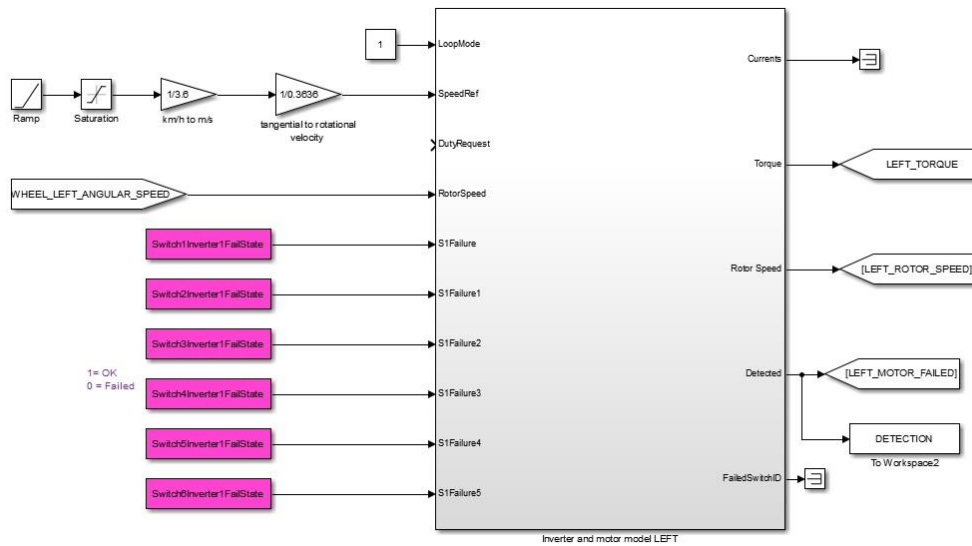 1
LoopMode
Currents
1/3.6
1/0.3636
SpeedRef
Ramp
Saturation
km/h to m/s
tangential to rotational
velocity
DutyRequest
Torque
LEFT_TORQUE
WHEEL_LEFT_ANGULAR_SPEED
RotorSpeed
Switch1Inverter1FailState
S1Failure
Rotor Speed
[LEFT_ROTOR_SPEED]
Switch2Inverter1FailState
S1Failure1
Switch3Inverter1FailState
S1Failure2
1= OK
0 = Failed
Detected
[LEFT_MOTOR_FAILED]
Switch4Inverter1FailState
S1Failure3
Switch5Inverter1FailState
S1Failure4
DETECTION
To Workspace2
FailedSwitchID
Switch6Inverter1FailState
S1Failure5
Inverter and motor model LEFT